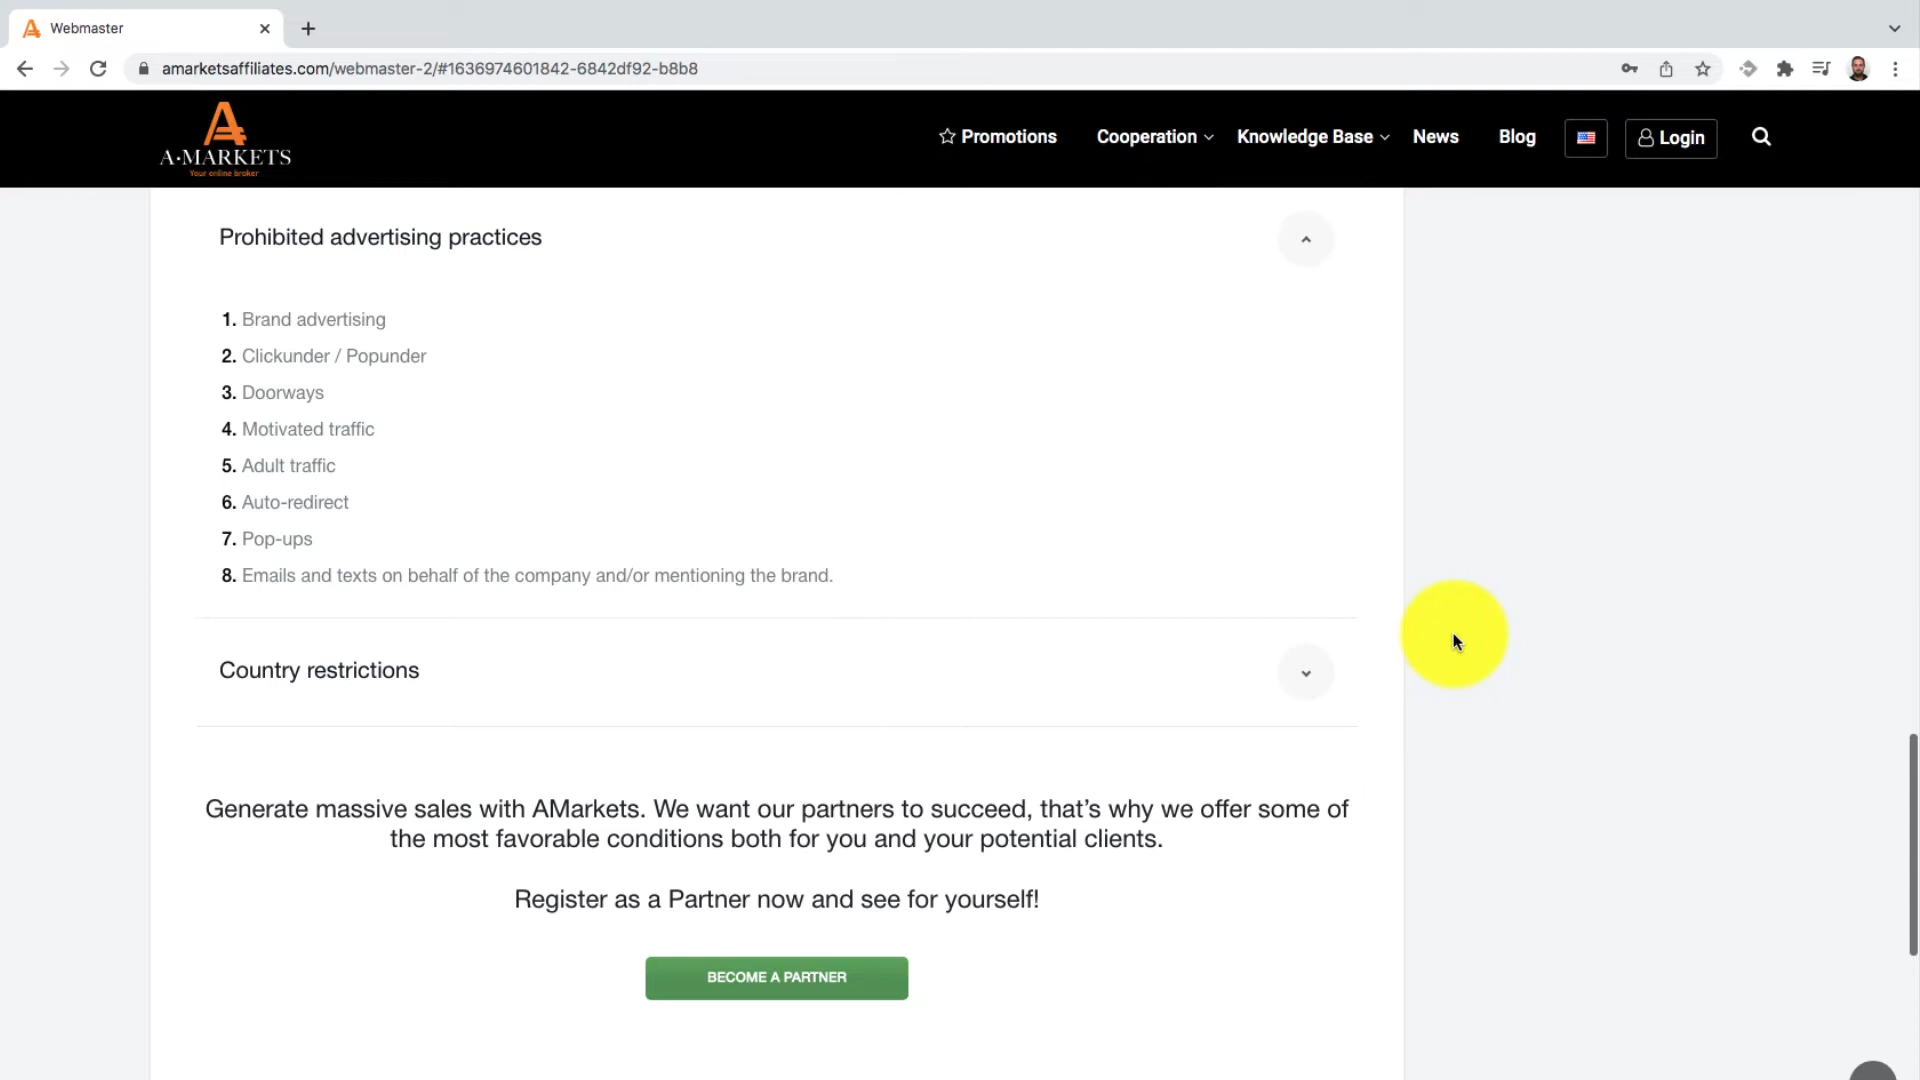 Webmaster
amarketsaffiliates.com/webmaster-2/#1636974601842-6842df92-b8b8
A·MARKETS
Your online broker
Promotions
Cooperation
Knowledge Base
News
Blog
Login
Prohibited advertising practices
1. Brand advertising
2. Clickunder / Popunder
3. Doorways
4. Motivated traffic
5. Adult traffic
6. Auto-redirect
7. Pop-ups
8. Emails and texts on behalf of the company and/or mentioning the brand.
Country restrictions
Generate massive sales with AMarkets. We want our partners to succeed, that’s why we offer some of
the most favorable conditions both for you and your potential clients.
Register as a Partner now and see for yourself!
BECOME A PARTNER